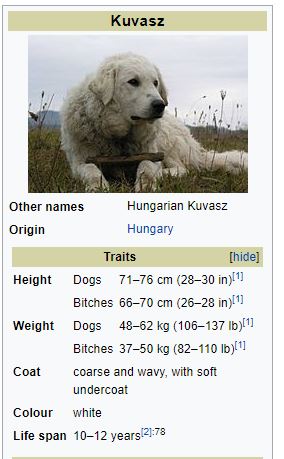 Kuvasz
Other names Hungarian Kuvasz
Origin Hungary
Traits [hide]
Height Dogs 71–76 cm (28–30 in)[1]
Bitches 66–70 cm (26–28 in)[1]
Weight Dogs 48–62 kg (106–137 lb)[1]
Bitches 37–50 kg (82–110 lb)[1]
Coat coarse and wavy, with soft
undercoat
Colour white
Life span 10–12 years[2]:78